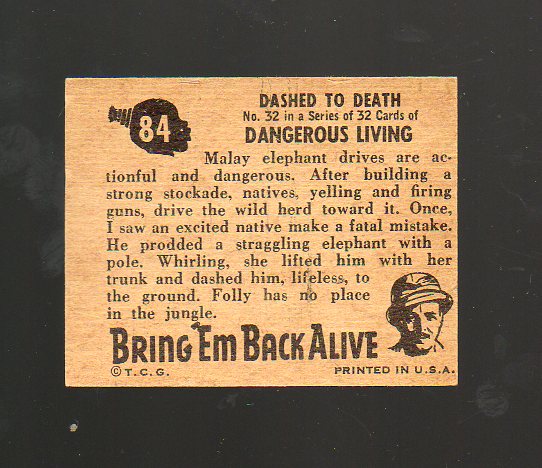 84
DASHED TO DEATH
No. 32 in a Series of 32 Cards of
DANGEROUS LIVING
Malay elephant drives are ac-
tionful and dangerous. After building a
strong stockade, natives, yelling and firing
guns, drive the wild herd toward it. Once,
I saw an excited native make a fatal mistake.
He prodded a straggling elephant with a
pole. Whirling, she lifted him with her
trunk and dashed him, lifeless, to
the ground. Folly has no place
in the jungle.
BRING 'EM BACK ALIVE
© T.C.G. PRINTED IN U.S.A.